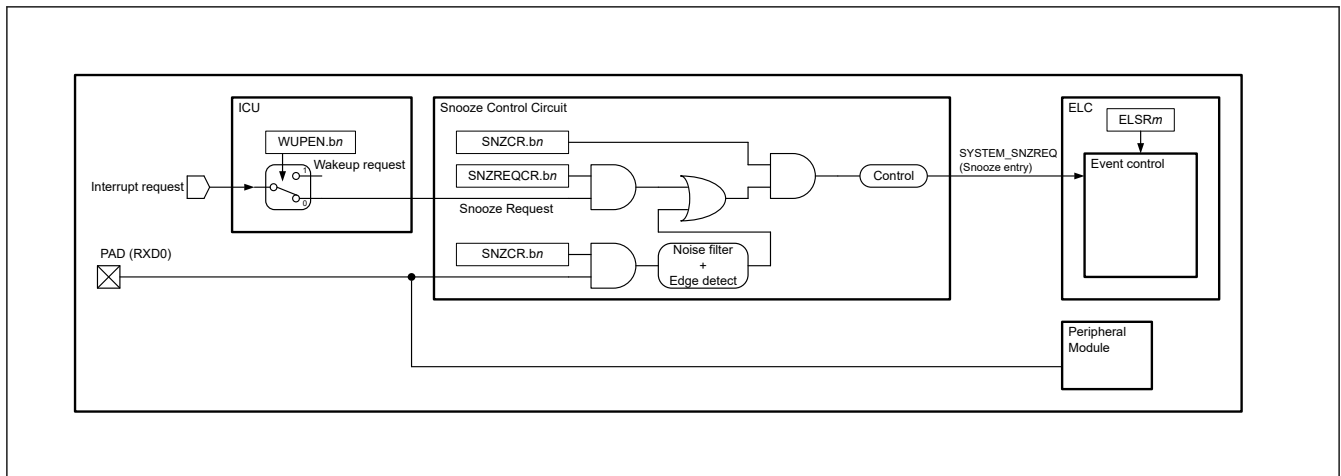 ICU
WUPEN.bn
Wakeup request
1
0
Interrupt request
PAD (RXD0)
Snooze Control Circuit
SNZCR.bn
SNZREQCR.bn
Snooze Request
SNZCR.bn
Noise filter
+
Edge detect
Control
SYSTEM_SNZREQ
(Snooze entry)
ELC
ELSRm
Event control
Peripheral
Module